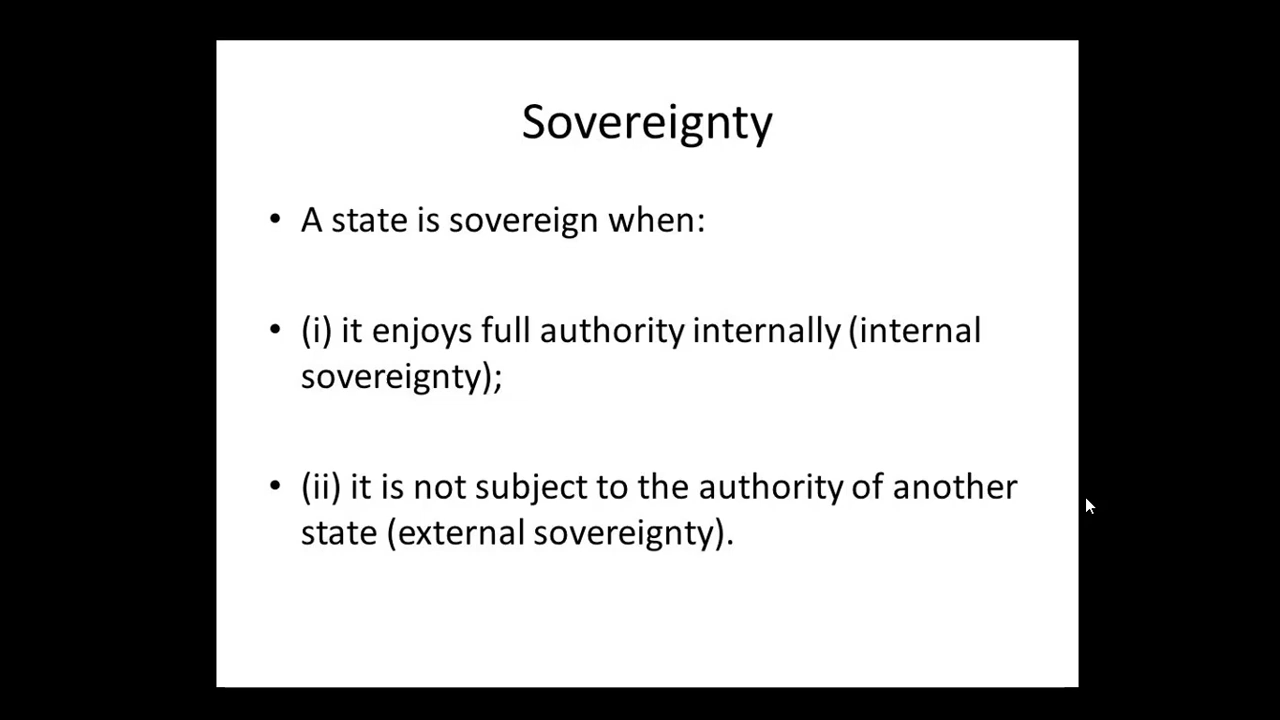 Sovereignty
• A state is sovereign when:
• (i) it enjoys full authority internally (internal
sovereignty);
• (ii) it is not subject to the authority of another
state (external sovereignty).